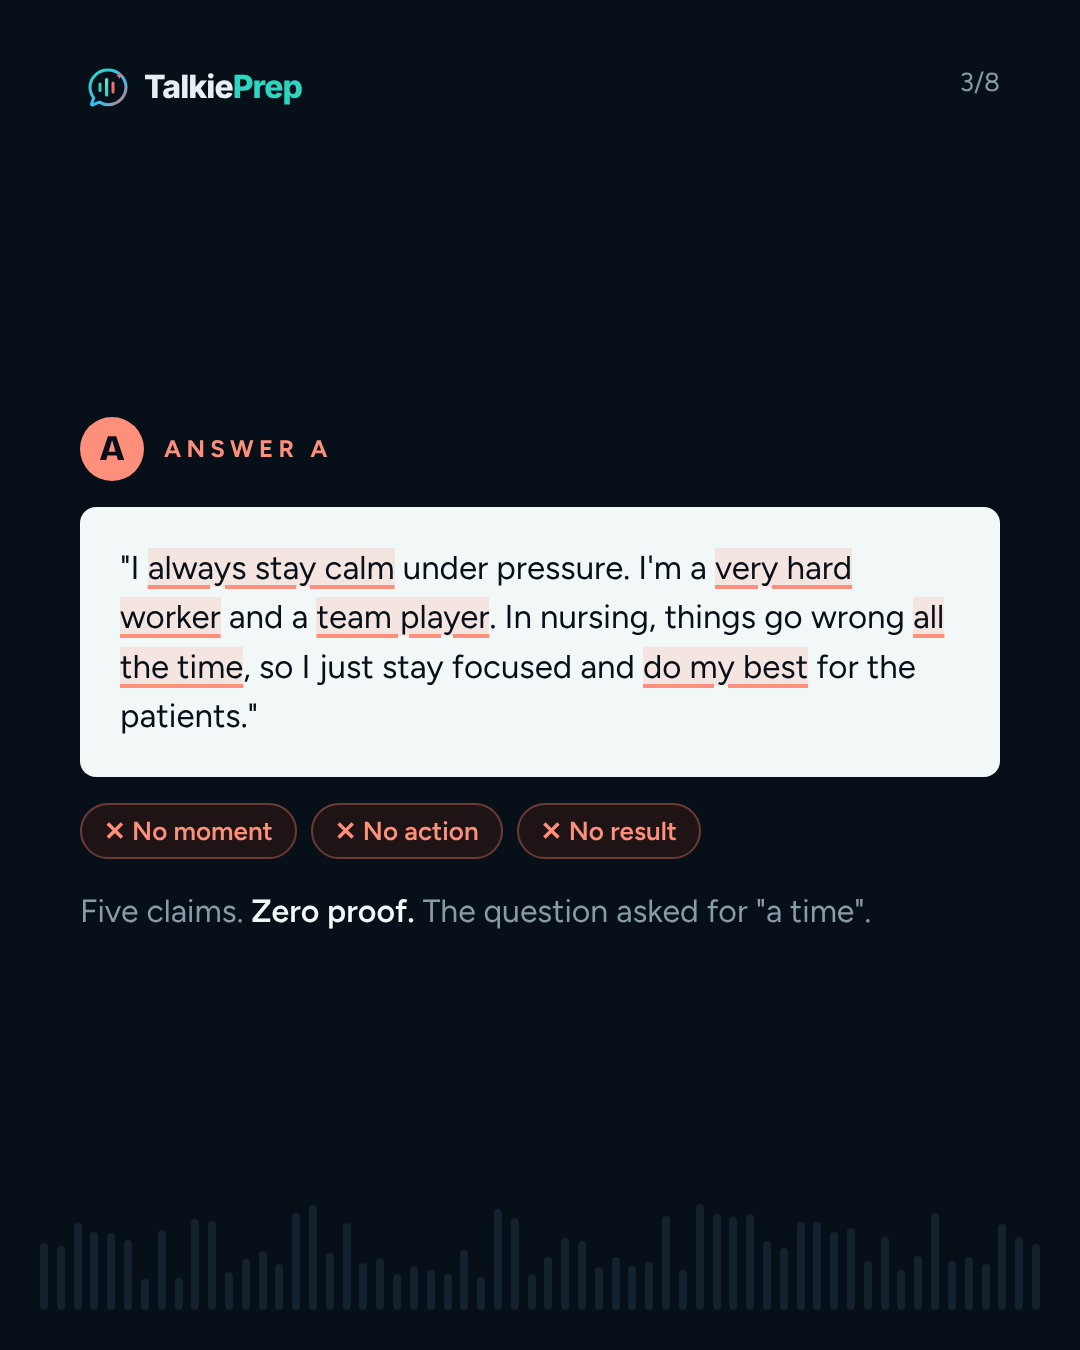 TalkiePrep
3/8
A
ANSWER A
"I always stay calm under pressure. I'm a very hard
worker and a team player. In nursing, things go wrong all
the time, so I just stay focused and do my best for the
patients."
✕ No moment ✕ No action ✕ No result
Five claims. Zero proof. The question asked for "a time".